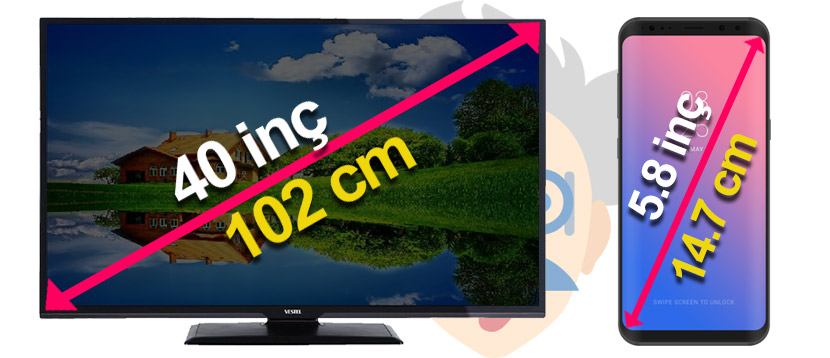 40 inç
102 cm
VESTEL
5.8 inç
14.7 cm
MAY
SWIPE SCREEN TO UNLOCK